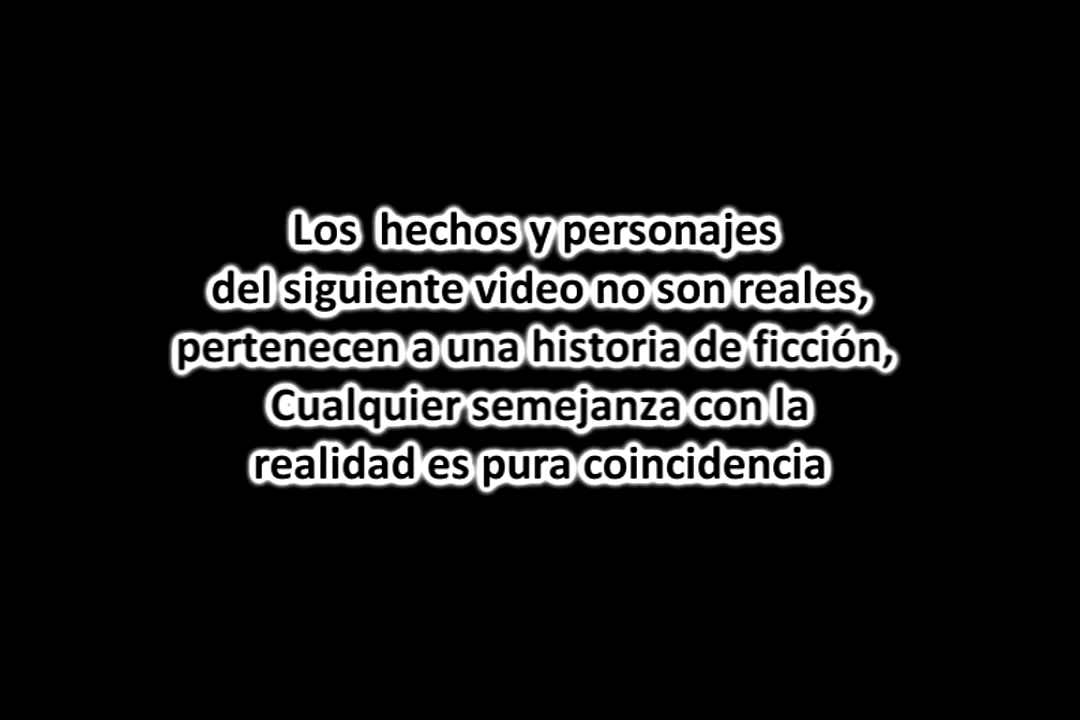 Los hechos y personajes
del siguiente video no son reales,
pertenecen a una historia de ficción,
Cualquier semejanza con la
realidad es pura coincidencia